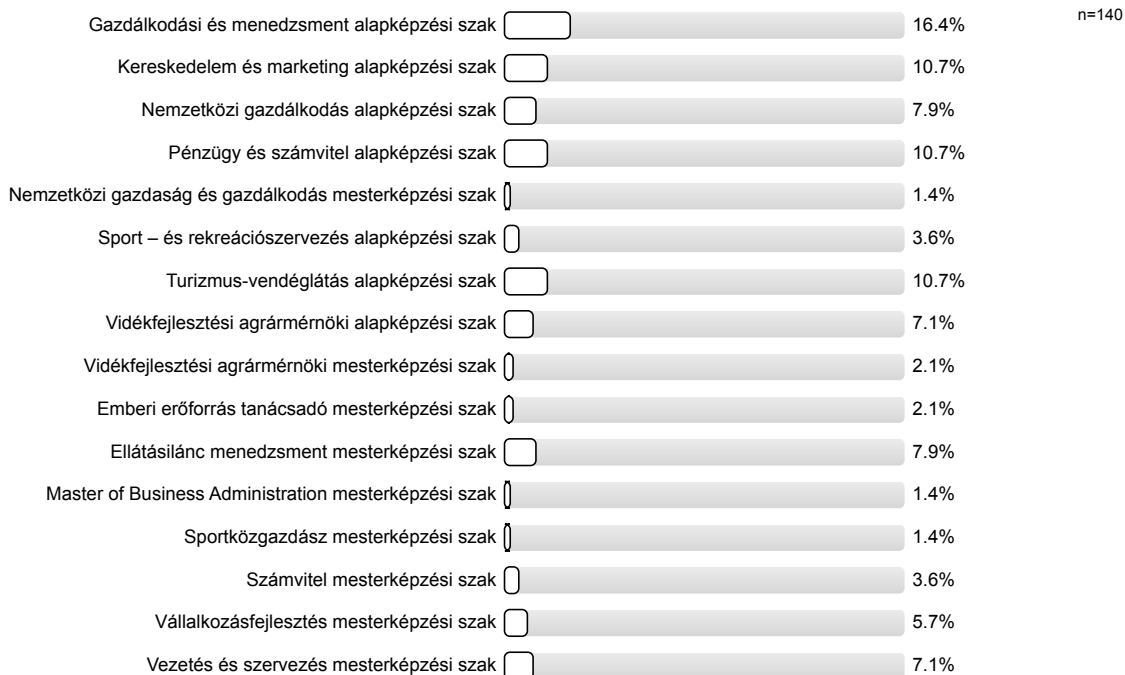 n=140
Gazdálkodási és menedzsment alapképzési szak 16.4%
Kereskedelem és marketing alapképzési szak 10.7%
Nemzetközi gazdálkodás alapképzési szak 7.9%
Pénzügy és számvitel alapképzési szak 10.7%
Nemzetközi gazdaság és gazdálkodás mesterképzési szak 1.4%
Sport – és rekreációszervezés alapképzési szak 3.6%
Turizmus-vendéglátás alapképzési szak 10.7%
Vidékfejlesztési agrármérnöki alapképzési szak 7.1%
Vidékfejlesztési agrármérnöki mesterképzési szak 2.1%
Emberi erőforrás tanácsadó mesterképzési szak 2.1%
Ellátásilánc menedzsment mesterképzési szak 7.9%
Master of Business Administration mesterképzési szak 1.4%
Sportközgazdász mesterképzési szak 1.4%
Számvitel mesterképzési szak 3.6%
Vállalkozásfejlesztés mesterképzési szak 5.7%
Vezetés és szervezés mesterképzési szak 7.1%